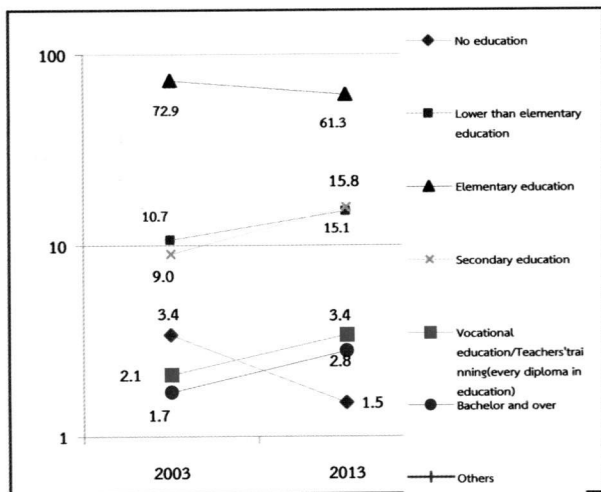 100
10
1
72.9
61.3
10.7
15.8
15.1
9.0
3.4
3.4
2.1
2.8
1.7
1.5
2003
2013
No education
Lower than elementary
education
Elementary education
Secondary education
Vocational
education/Teachers'trai
nning(every diploma in
education)
Bachelor and over
Others